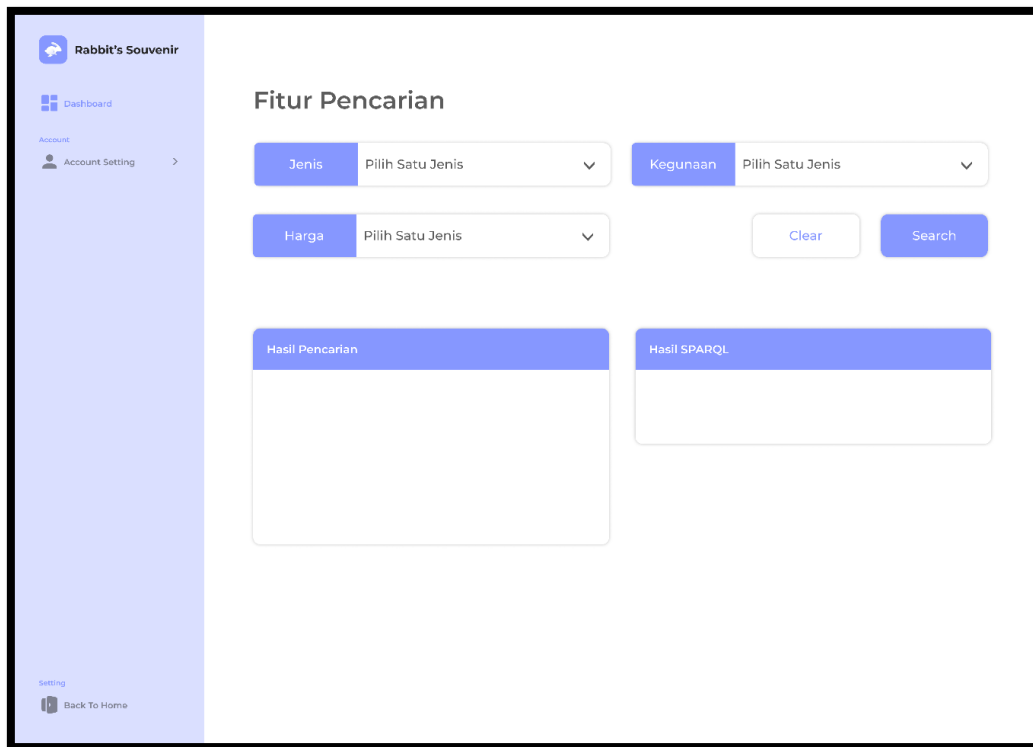 Rabbit's Souvenir
Dashboard
Account
Account Setting
Setting
Back To Home
Fitur Pencarian
Jenis Pilih Satu Jenis
Kegunaan Pilih Satu Jenis
Harga Pilih Satu Jenis
Clear
Search
Hasil Pencarian
Hasil SPARQL